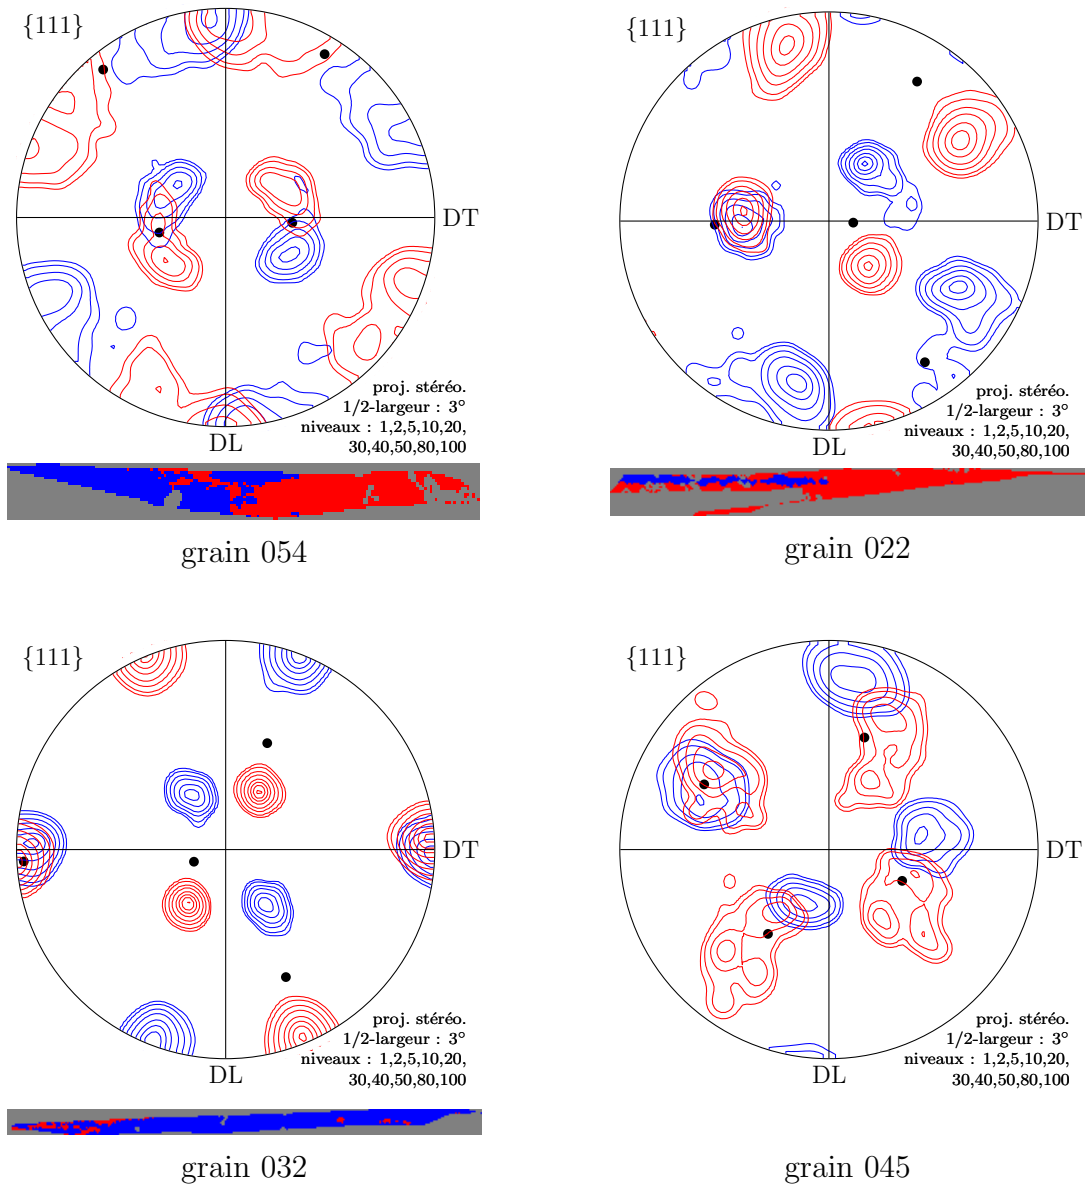 {111}
DT
proj. stéréo.
1/2-largeur : 3°
niveaux : 1,2,5,10,20,
30,40,50,80,100
DL
grain 054
{111}
DT
proj. stéréo.
1/2-largeur : 3°
niveaux : 1,2,5,10,20,
30,40,50,80,100
DL
grain 022
{111}
DT
proj. stéréo.
1/2-largeur : 3°
niveaux : 1,2,5,10,20,
30,40,50,80,100
DL
grain 032
{111}
DT
proj. stéréo.
1/2-largeur : 3°
niveaux : 1,2,5,10,20,
30,40,50,80,100
DL
grain 045